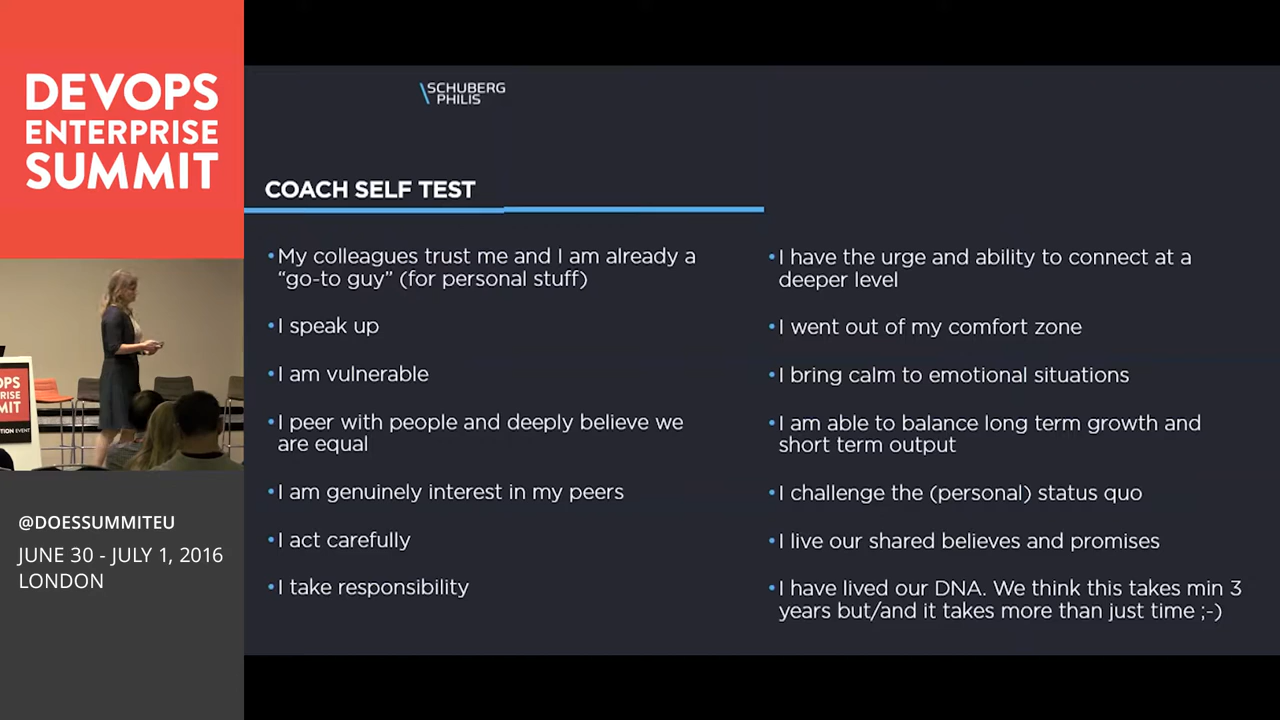 DEVOPS
ENTERPRISE
SUMMIT
@DOESSUMMITEU
JUNE 30 - JULY 1, 2016
LONDON
SCHUBERG
PHILIS
COACH SELF TEST
•My colleagues trust me and I am already a
“go-to guy” (for personal stuff)
•I speak up
•I am vulnerable
•I peer with people and deeply believe we
are equal
•I am genuinely interest in my peers
•I act carefully
•I take responsibility
•I have the urge and ability to connect at a
deeper level
•I went out of my comfort zone
•I bring calm to emotional situations
•I am able to balance long term growth and
short term output
•I challenge the (personal) status quo
•I live our shared believes and promises
•I have lived our DNA. We think this takes min 3
years but/and it takes more than just time ;-)